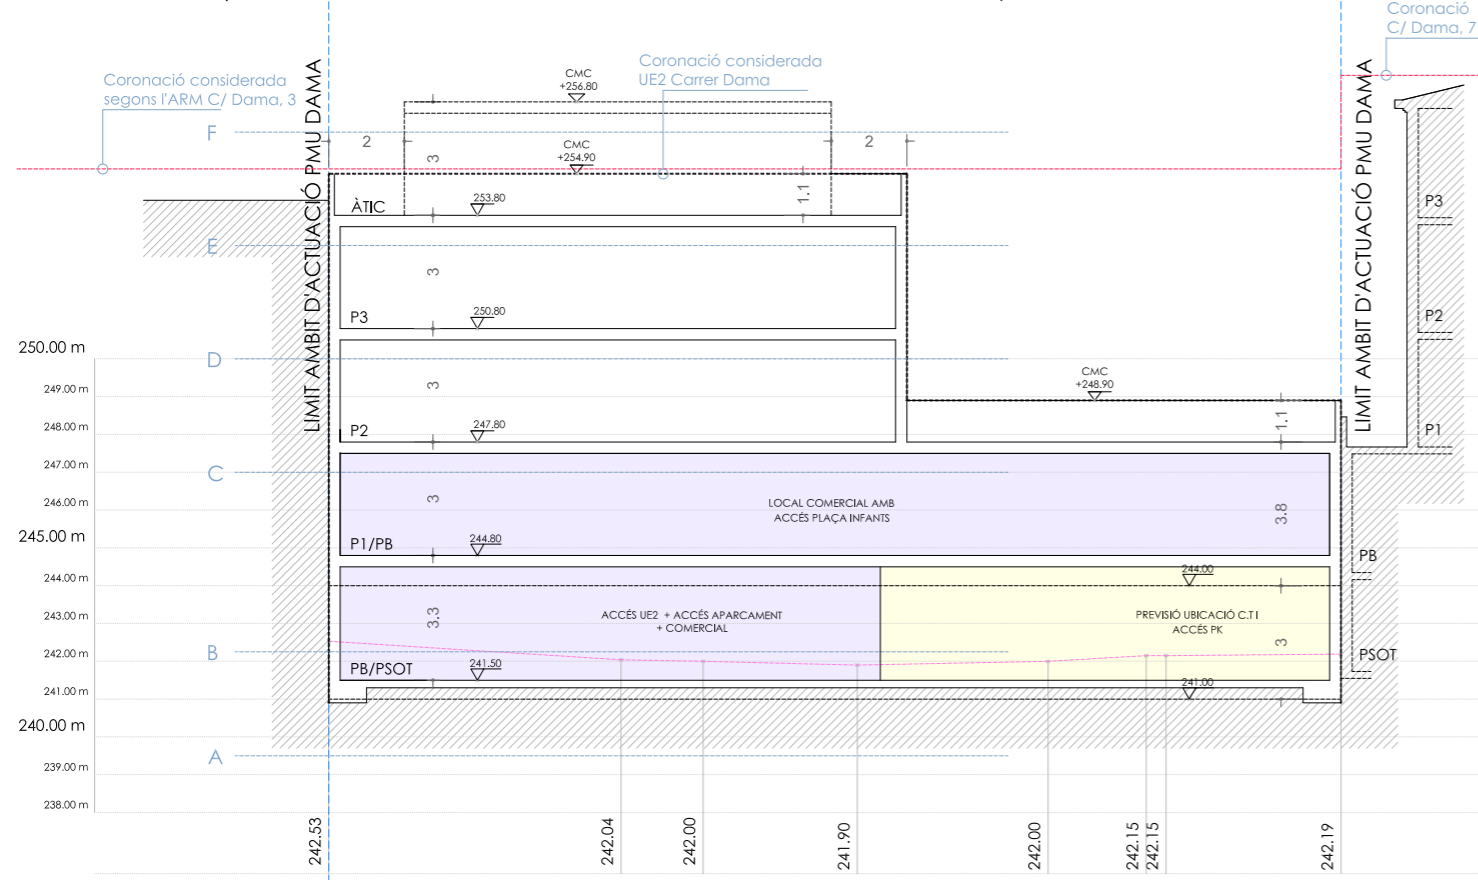 Coronació
C/ Dama, 7
Coronació considerada
UE2 Carrer Dama
Coronació considerada
segons l'ARM C/ Dama, 3
CMC
+256.80
F
2
3
CMC
+254.90
2
LIMIT AMBIT D'ACTUACIÓ PMU DAMA
LIMIT AMBIT D'ACTUACIÓ PMU DAMA
ÀTIC
253.80
1.1
P3
E
3
P3
250.80
P2
250.00 m
D
249.00 m
3
CMC
+248.90
248.00 m
P2
247.80
1.1
P1
247.00 m
C
246.00 m
3
LOCAL COMERCIAL AMB
ACCÉS PLAÇA INFANTS
3.8
245.00 m
P1/PB
244.80
PB
244.00 m
244.00
243.00 m
3.3
ACCÉS UE2 + ACCÉS APARCAMENT
+ COMERCIAL
PREVISIÓ UBICACIÓ C.T I
ACCÉS PK
3
242.00 m
B
PB/PSOT
241.50
PSOT
241.00 m
241.00
240.00 m
A
239.00 m
238.00 m
242.53
242.04
242.00
241.90
242.00
242.15
242.15
242.19